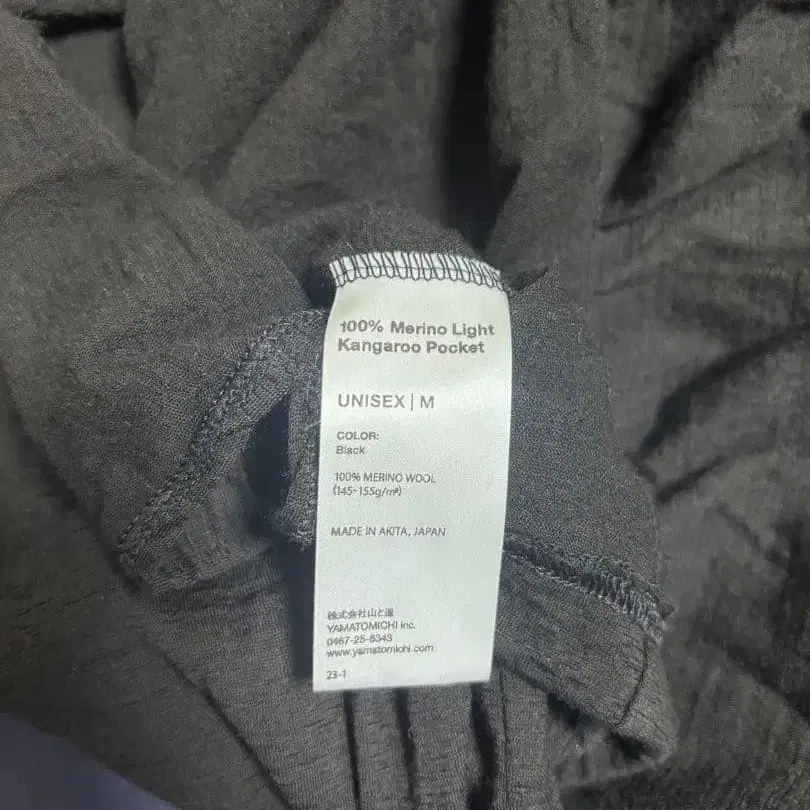 100% Merino Light
Kangaroo Pocket
UNISEX | M
COLOR:
Black
100% MERINO WOOL
(145-155g/m²)
MADE IN AKITA, JAPAN
株式会社山と道
YAMATOMICHI inc.
0467-25-6343
www.yamatomichi.com
23-1